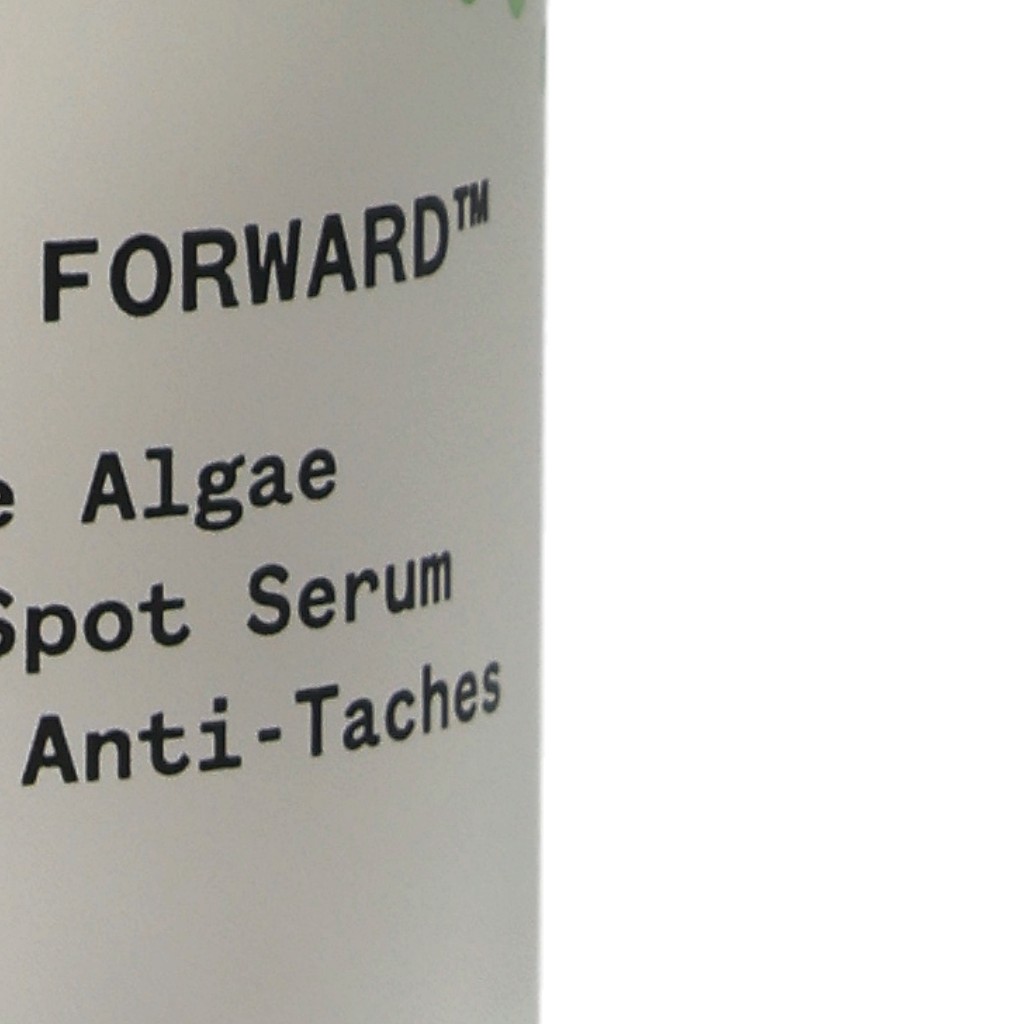 FORWARD™
e Algae
Spot Serum
Anti-Taches